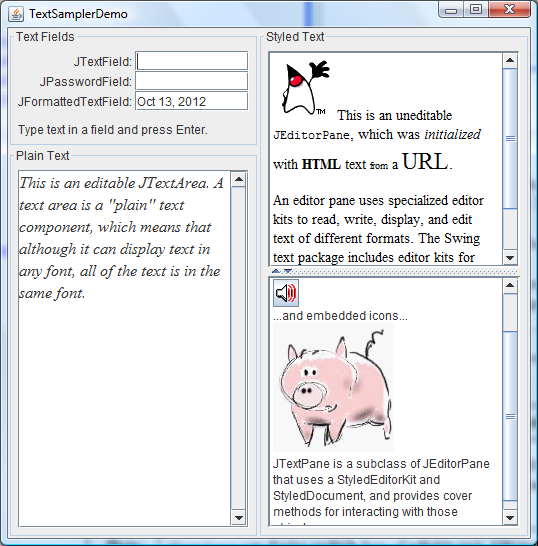 TextSamplerDemo
Text Fields
JTextField:
JPasswordField:
JFormattedTextField: Oct 13, 2012
Type text in a field and press Enter.
Plain Text
This is an editable JTextArea. A
text area is a "plain" text
component, which means that
although it can display text in
any font, all of the text is in the
same font.
Styled Text
TM This is an uneditable
JEditorPane, which was initialized
with HTML text from a URL.
An editor pane uses specialized editor
kits to read, write, display, and edit
text of different formats. The Swing
text package includes editor kits for
...and embedded icons...
JTextPane is a subclass of JEditorPane
that uses a StyledEditorKit and
StyledDocument, and provides cover
methods for interacting with those